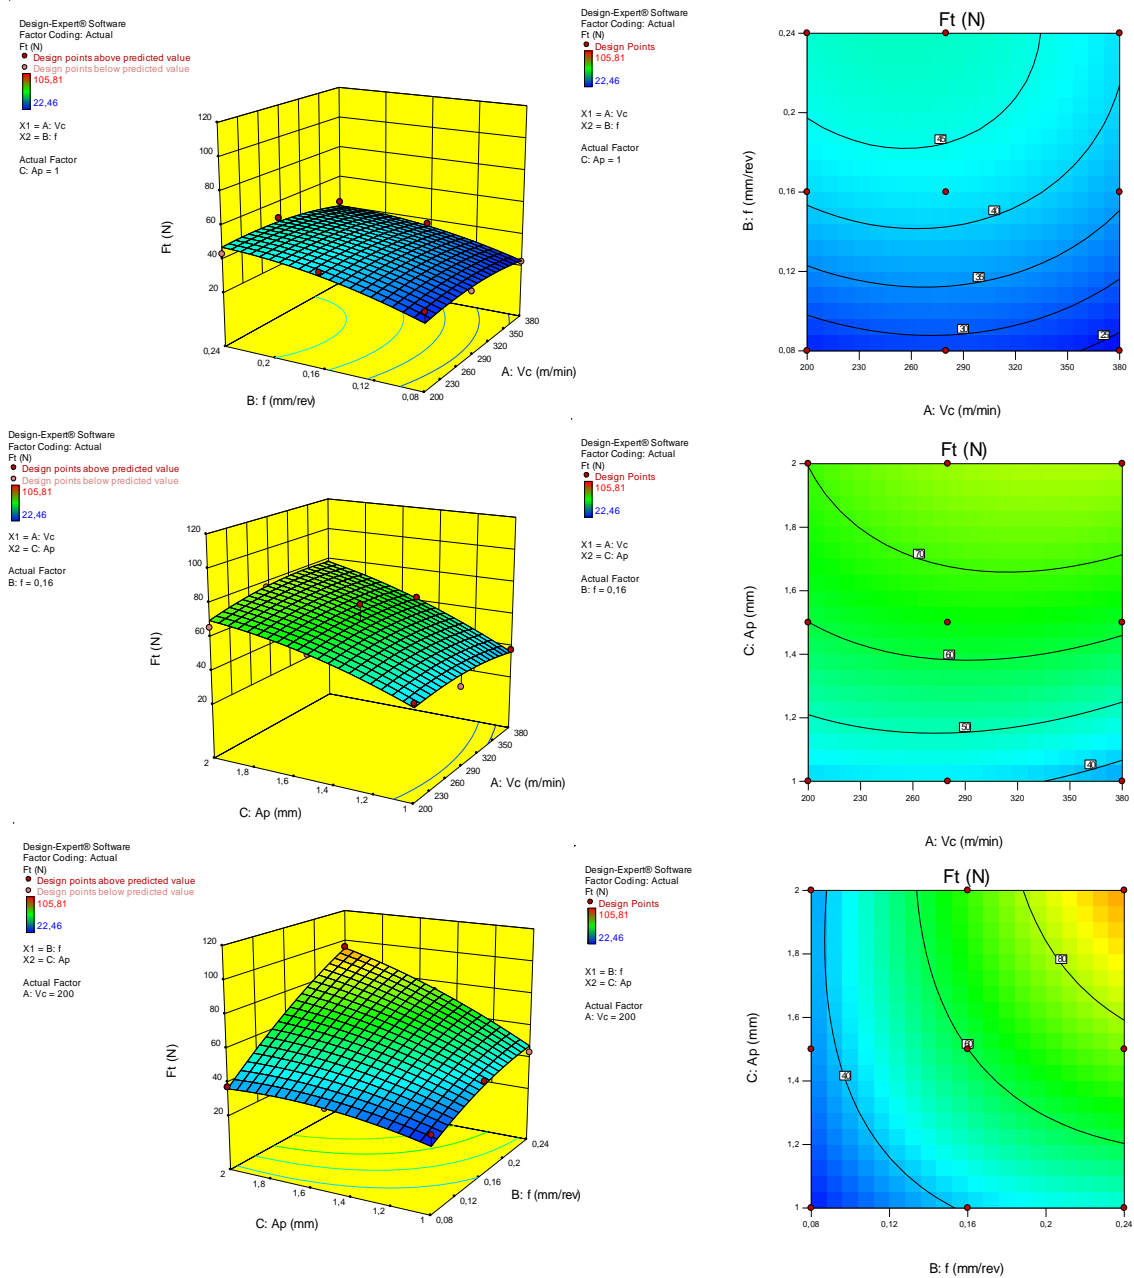 Design-Expert® Software
Factor Coding: Actual
Ft (N)
Design points above predicted value
Design points below predicted value
105,81
22,46
X1 = A: Vc
X2 = B: f
Actual Factor
C: Ap = 1
120
100
80
60
40
20
Ft (N)
0,24
0,2
0,16
0,12
0,08
B: f (mm/rev)
200
230
260
290
320
350
380
A: Vc (m/min)
Design-Expert® Software
Factor Coding: Actual
Ft (N)
Design Points
105,81
22,46
X1 = A: Vc
X2 = B: f
Actual Factor
C: Ap = 1
Ft (N)
0,24
0,2
0,16
0,12
0,08
B: f (mm/rev)
45
40
35
30
25
200
230
260
290
320
350
380
A: Vc (m/min)
Design-Expert® Software
Factor Coding: Actual
Ft (N)
Design points above predicted value
Design points below predicted value
105,81
22,46
X1 = A: Vc
X2 = C: Ap
Actual Factor
B: f = 0,16
120
100
80
60
40
20
Ft (N)
2
1,8
1,6
1,4
1,2
1
C: Ap (mm)
200
230
260
290
320
350
380
A: Vc (m/min)
Design-Expert® Software
Factor Coding: Actual
Ft (N)
Design Points
105,81
22,46
X1 = A: Vc
X2 = C: Ap
Actual Factor
B: f = 0,16
Ft (N)
2
1,8
1,6
1,4
1,2
1
C: Ap (mm)
70
60
50
40
200
230
260
290
320
350
380
A: Vc (m/min)
Design-Expert® Software
Factor Coding: Actual
Ft (N)
Design points above predicted value
Design points below predicted value
105,81
22,46
X1 = B: f
X2 = C: Ap
Actual Factor
A: Vc = 200
120
100
80
60
40
20
Ft (N)
2
1,8
1,6
1,4
1,2
1
C: Ap (mm)
0,08
0,12
0,16
0,2
0,24
B: f (mm/rev)
Design-Expert® Software
Factor Coding: Actual
Ft (N)
Design Points
105,81
22,46
X1 = B: f
X2 = C: Ap
Actual Factor
A: Vc = 200
Ft (N)
2
1,8
1,6
1,4
1,2
1
C: Ap (mm)
80
60
40
0,08
0,12
0,16
0,2
0,24
B: f (mm/rev)